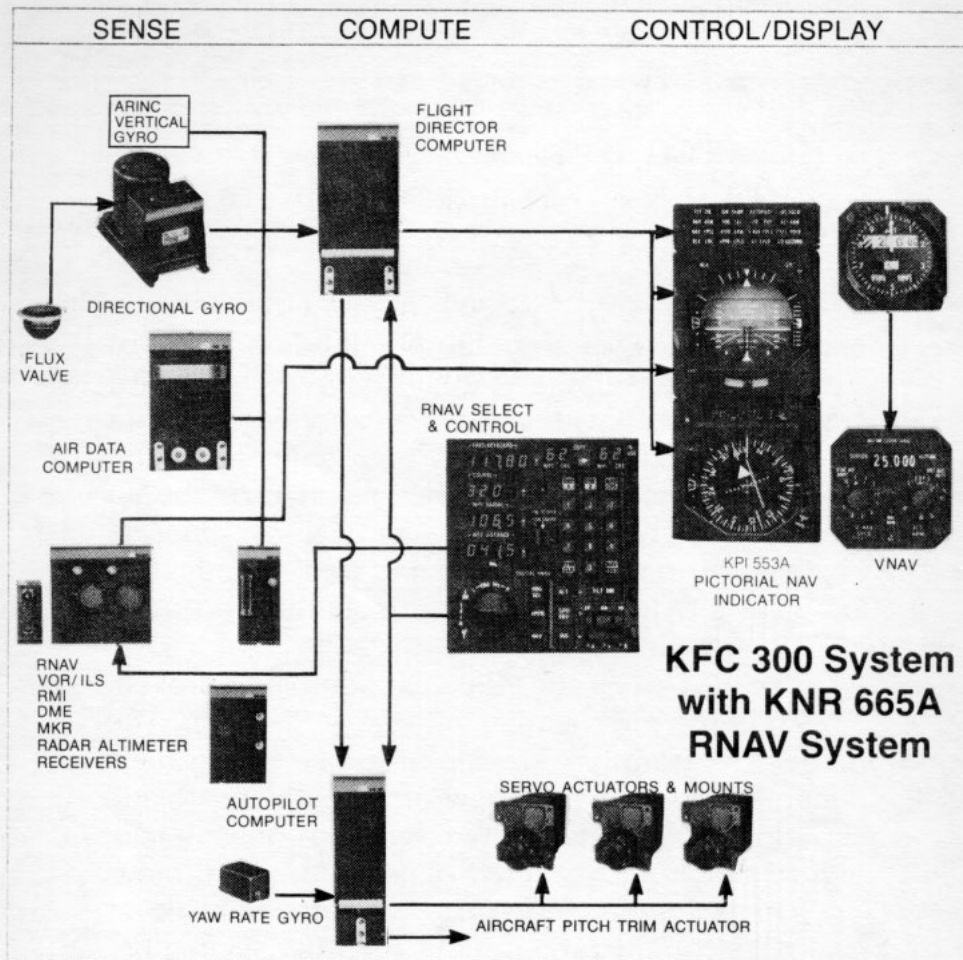 SENSE
COMPUTE
CONTROL/DISPLAY
ARINC
VERTICAL
GYRO
FLIGHT
DIRECTOR
COMPUTER
DIRECTIONAL GYRO
FLUX
VALVE
AIR DATA
COMPUTER
RNAV SELECT
& CONTROL
25,000
KPI 553A
PICTORIAL NAV
INDICATOR
VNAV
RNAV
VOR/ILS
RMI
DME
MKR
RADAR ALTIMETER
RECEIVERS
KFC 300 System
with KNR 665A
RNAV System
AUTOPILOT
COMPUTER
SERVO ACTUATORS & MOUNTS
YAW RATE GYRO
AIRCRAFT PITCH TRIM ACTUATOR